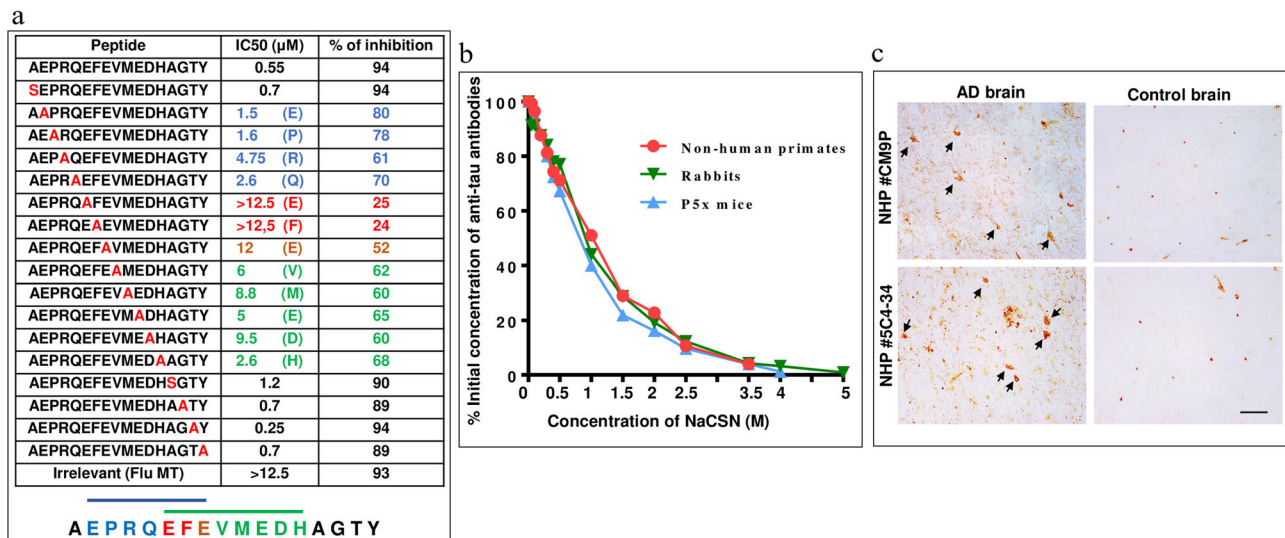 a
Peptide IC50 (µM) % of inhibition
AEPRQEFEVMEDHAGTY 0.55 94
SEPRQEFEVMEDHAGTY 0.7 94
AAPRQEFEVMEDHAGTY 1.5 (E) 80
AEARQEFEVMEDHAGTY 1.6 (P) 78
AEPAQEFEVMEDHAGTY 4.75 (R) 61
AEPRAEFEVMEDHAGTY 2.6 (Q) 70
AEPRQAFEVMEDHAGTY >12.5 (E) 25
AEPRQEAEVMEDHAGTY >12,5 (F) 24
AEPRQEFAVMEDHAGTY 12 (E) 52
AEPRQEFEAMEDHAGTY 6 (V) 62
AEPRQEFEVAEDHAGTY 8.8 (M) 60
AEPRQEFEVMADHAGTY 5 (E) 65
AEPRQEFEVMEAHAGTY 9.5 (D) 60
AEPRQEFEVMEDAAGTY 2.6 (H) 68
AEPRQEFEVMEDHSGTY 1.2 90
AEPRQEFEVMEDHAATY 0.7 89
AEPRQEFEVMEDHAGAY 0.25 94
AEPRQEFEVMEDHAGTA 0.7 89
Irrelevant (Flu MT) >12.5 93
AEPRQEFEVMEDHAGTY
b
% Initial concentration of anti-tau antibodies
100
80
60
40
20
0
Non-human primates
Rabbits
P5x mice
0 0.5 1 1.5 2 2.5 3.5 4 5
Concentration of NaCSN (M)
c
AD brain Control brain
NHP #CM9P
NHP #5C4-34